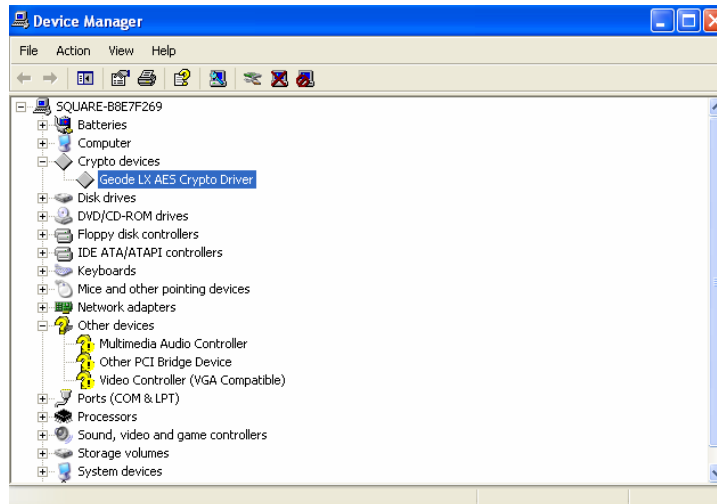 Device Manager
File Action View Help
SQUARE-B8E7F269
Batteries
Computer
Crypto devices
Geode LX AES Crypto Driver
Disk drives
DVD/CD-ROM drives
Floppy disk controllers
IDE ATA/ATAPI controllers
Keyboards
Mice and other pointing devices
Network adapters
Other devices
Multimedia Audio Controller
Other PCI Bridge Device
Video Controller (VGA Compatible)
Ports (COM & LPT)
Processors
Sound, video and game controllers
Storage volumes
System devices